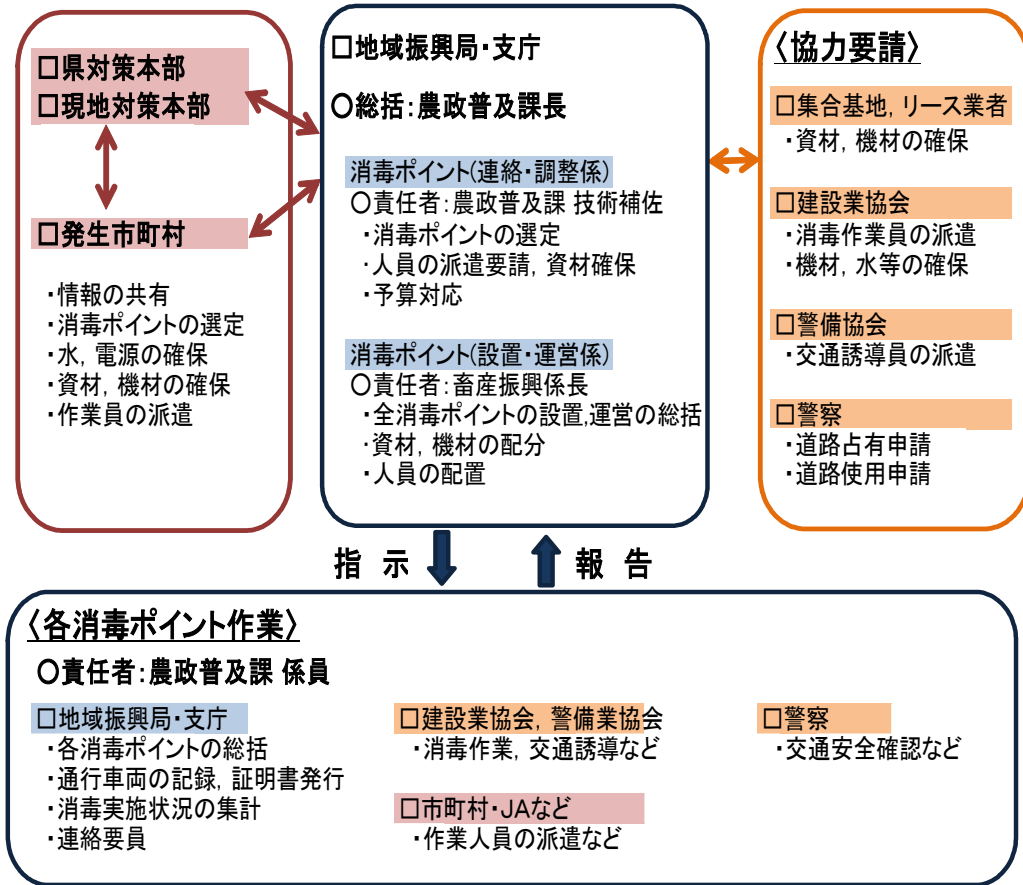 □県対策本部
□現地対策本部
□発生市町村
・情報の共有
・消毒ポイントの選定
・水，電源の確保
・資材，機材の確保
・作業員の派遣
□地域振興局・支庁
○総括：農政普及課長
消毒ポイント(連絡・調整係)
○責任者：農政普及課 技術補佐
・消毒ポイントの選定
・人員の派遣要請，資材確保
・予算対応
消毒ポイント(設置・運営係)
○責任者：畜産振興係長
・全消毒ポイントの設置,運営の総括
・資材，機材の配分
・人員の配置
〈協力要請〉
□集合基地，リース業者
・資材，機材の確保
□建設業協会
・消毒作業員の派遣
・機材，水等の確保
□警備協会
・交通誘導員の派遣
□警察
・道路占有申請
・道路使用申請
指 示
報 告
〈各消毒ポイント作業〉
○責任者：農政普及課 係員
□地域振興局・支庁
・各消毒ポイントの総括
・通行車両の記録，証明書発行
・消毒実施状況の集計
・連絡要員
□建設業協会，警備業協会
・消毒作業，交通誘導など
□市町村・JAなど
・作業人員の派遣など
□警察
・交通安全確認など